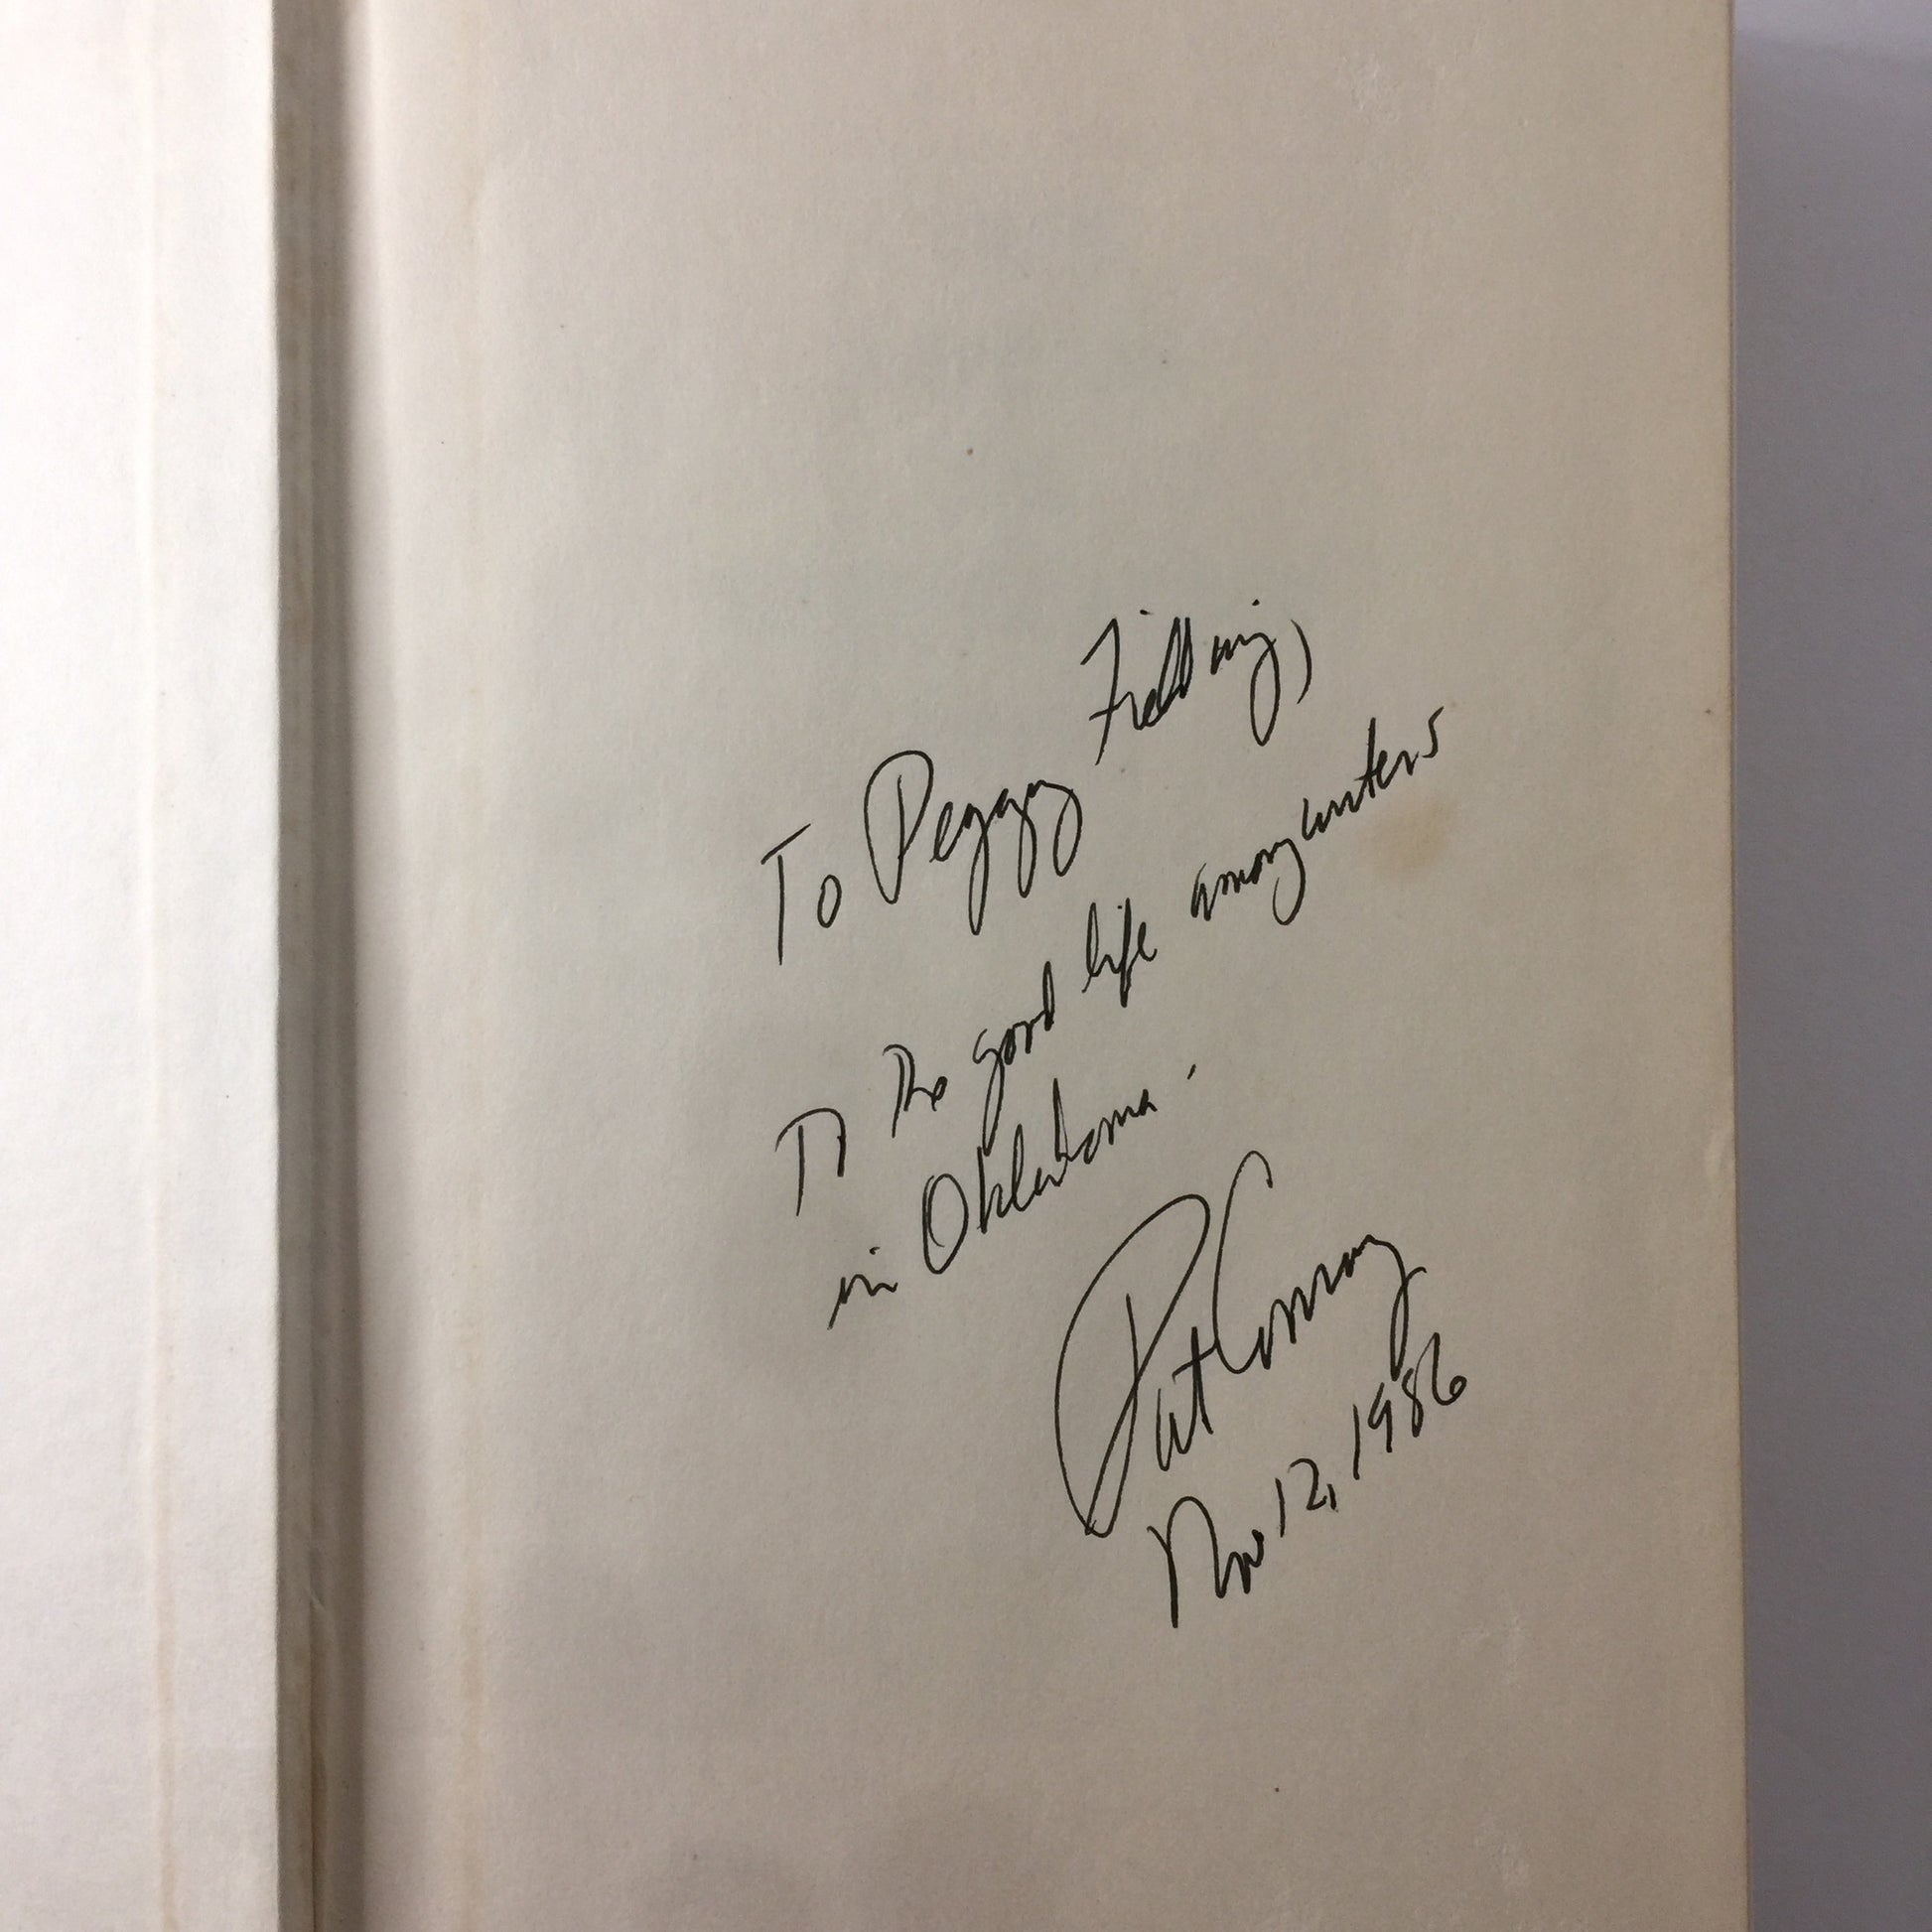 To Peggy Fielding,
To the good life among writers
in Oklahoma.
Pat Conroy
Nov 12, 1986